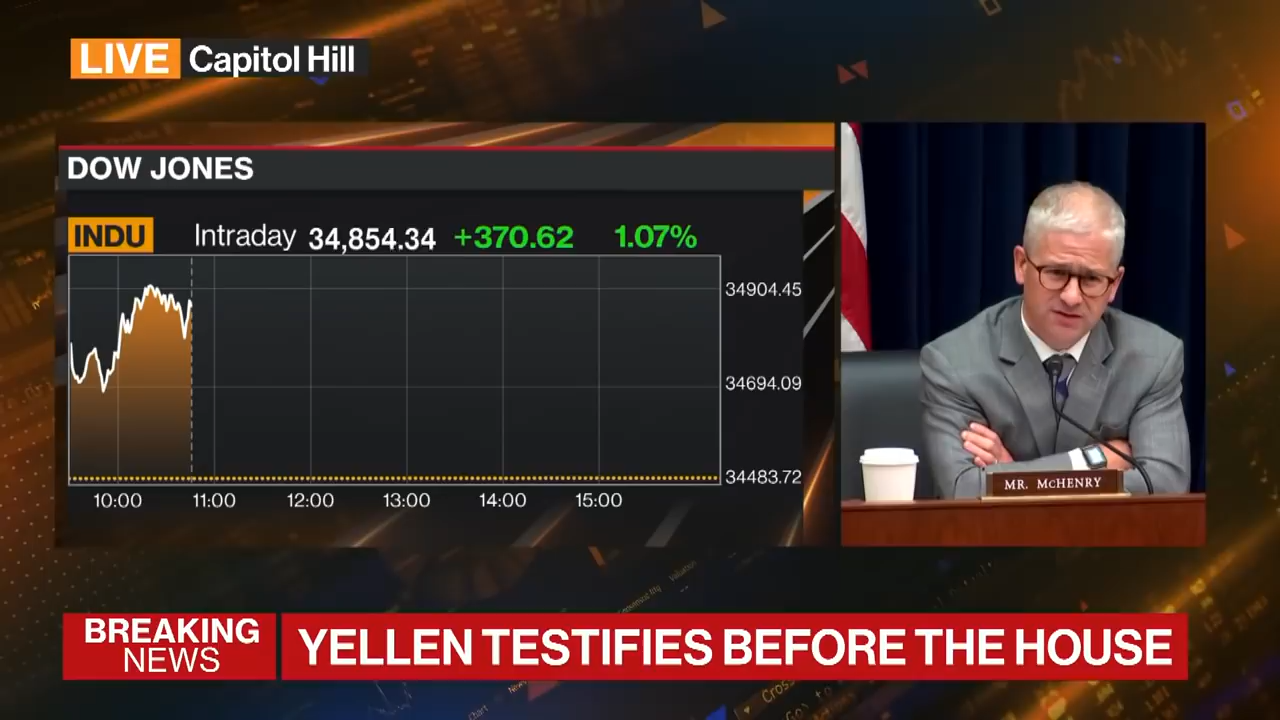 LIVE Capitol Hill
DOW JONES
INDU Intraday 34,854.34 +370.62 1.07%
34904.45
34694.09
34483.72
10:00 11:00 12:00 13:00 14:00 15:00
MR. McHENRY
BREAKING
NEWS
YELLEN TESTIFIES BEFORE THE HOUSE